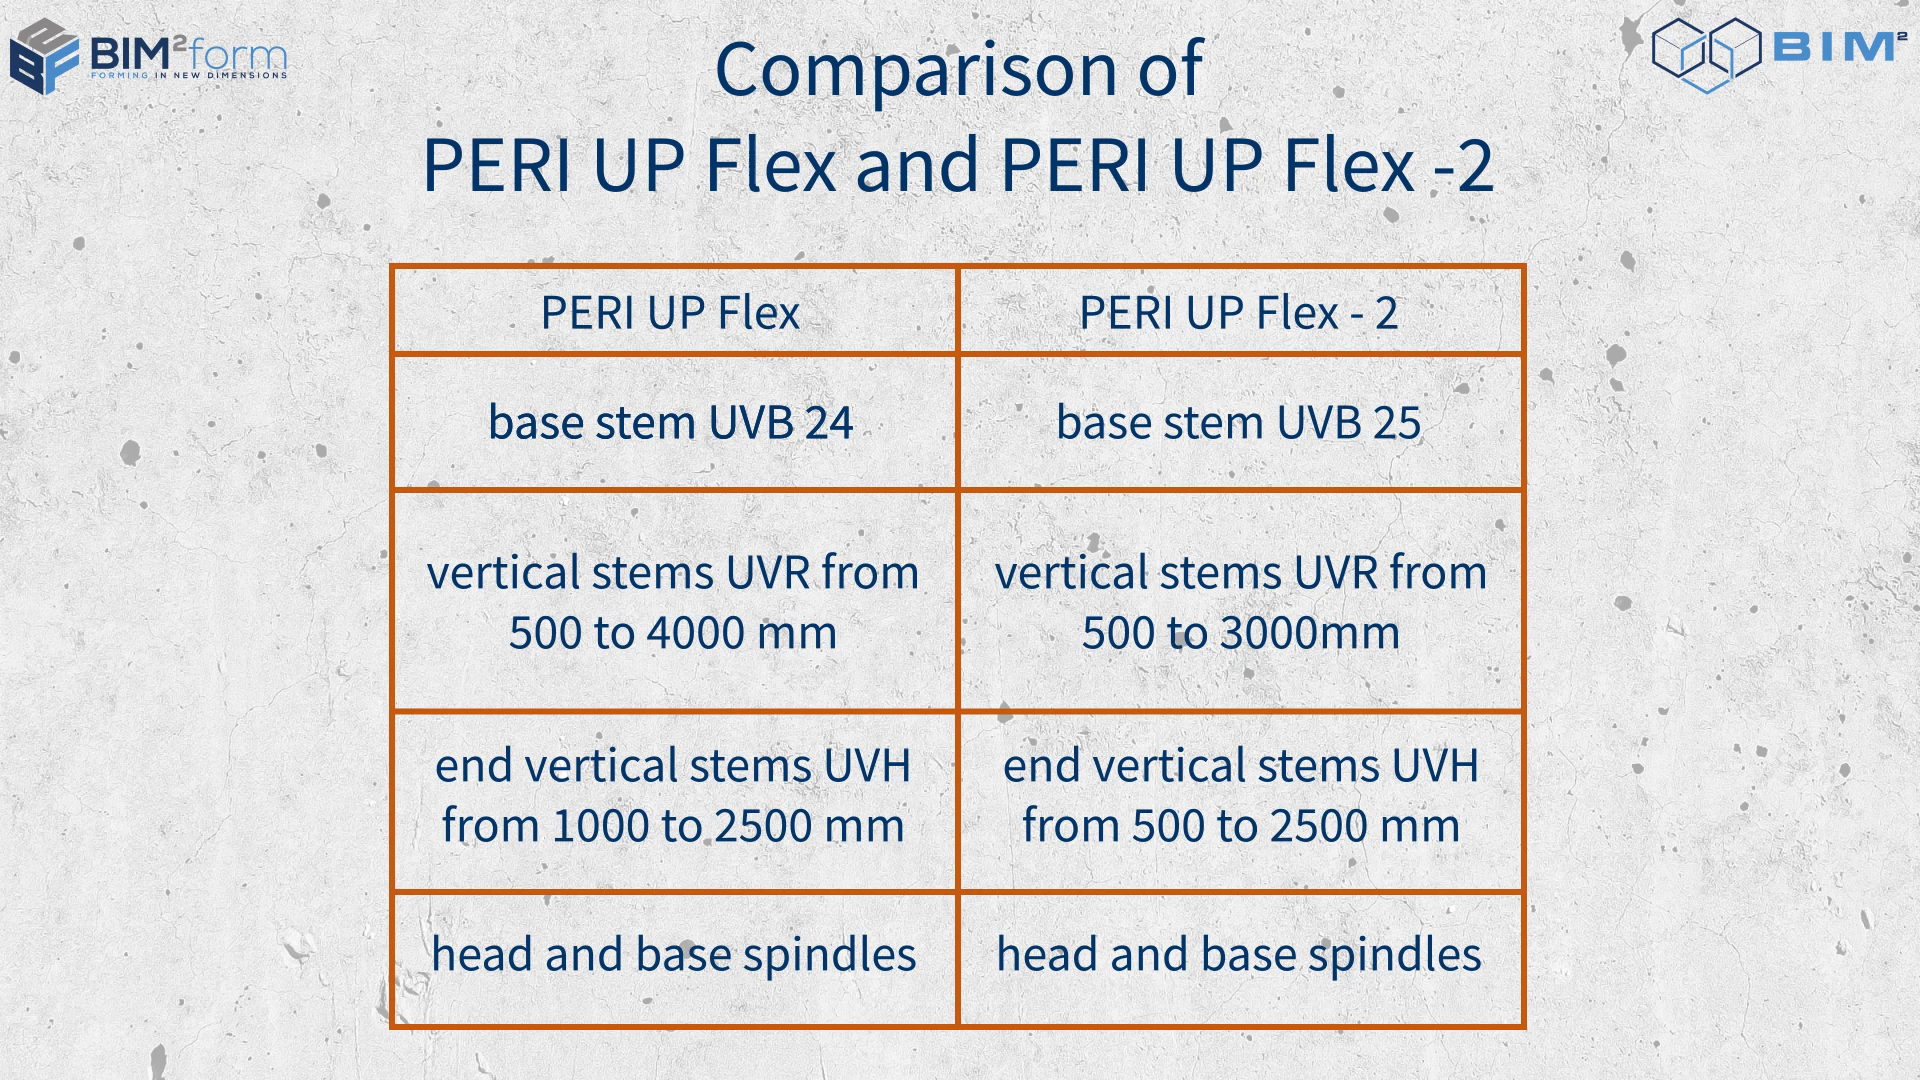 BIM²form
FORMING IN NEW DIMENSIONS
BIM²
Comparison of
PERI UP Flex and PERI UP Flex -2
PERI UP Flex
PERI UP Flex - 2
base stem UVB 24
base stem UVB 25
vertical stems UVR from
500 to 4000 mm
vertical stems UVR from
500 to 3000mm
end vertical stems UVH
from 1000 to 2500 mm
end vertical stems UVH
from 500 to 2500 mm
head and base spindles
head and base spindles